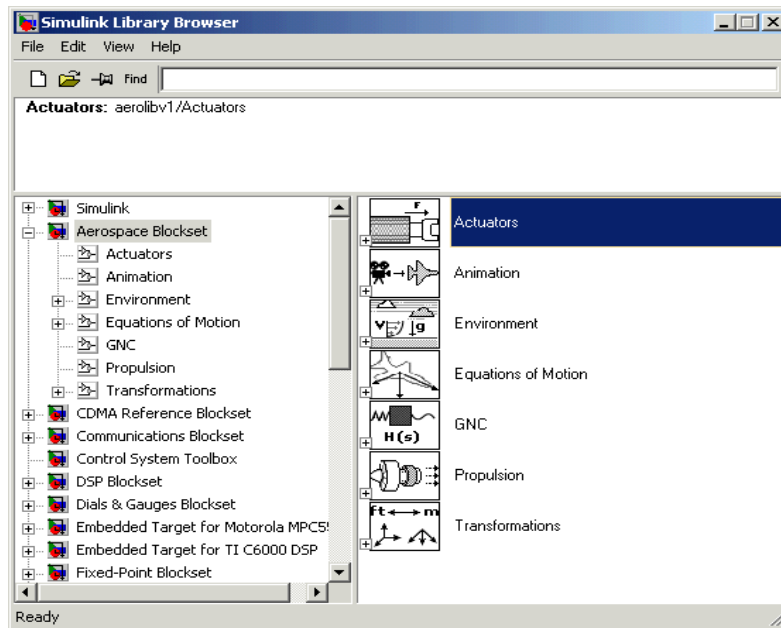 Simulink Library Browser
File Edit View Help
Find
Actuators: aerolibv1/Actuators
Simulink
Aerospace Blockset
Actuators
Animation
Environment
Equations of Motion
GNC
Propulsion
Transformations
CDMA Reference Blockset
Communications Blockset
Control System Toolbox
DSP Blockset
Dials & Gauges Blockset
Embedded Target for Motorola MPC5
Embedded Target for TI C6000 DSP
Fixed-Point Blockset
F
Actuators
Animation
V g
Environment
Equations of Motion
H(s)
GNC
Propulsion
ft m
Transformations
Ready